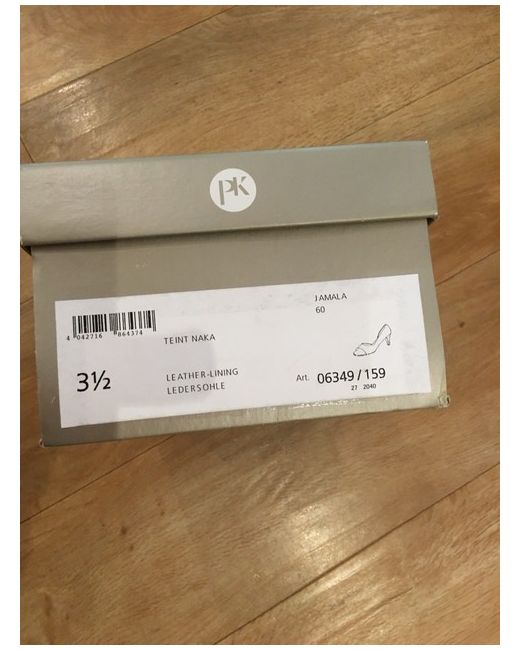 PK
JAMALA
60
4 042716 864374
TEINT NAKA
3½
LEATHER-LINING
LEDERSOHLE
Art. 06349 / 159
27 2040